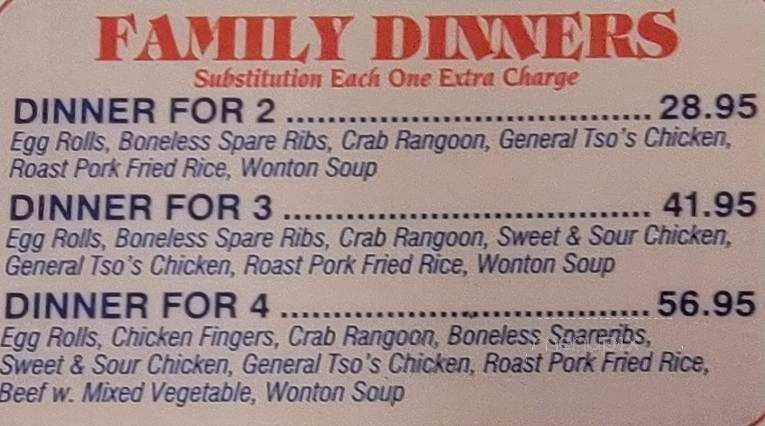 FAMILY DINNERS
Substitution Each One Extra Charge
DINNER FOR 2 .................................... 28.95
Egg Rolls, Boneless Spare Ribs, Crab Rangoon, General Tso's Chicken,
Roast Pork Fried Rice, Wonton Soup
DINNER FOR 3 .................................... 41.95
Egg Rolls, Boneless Spare Ribs, Crab Rangoon, Sweet & Sour Chicken,
General Tso's Chicken, Roast Pork Fried Rice, Wonton Soup
DINNER FOR 4 .................................... 56.95
Egg Rolls, Chicken Fingers, Crab Rangoon, Boneless Spareribs,
Sweet & Sour Chicken, General Tso's Chicken, Roast Pork Fried Rice,
Beef w. Mixed Vegetable, Wonton Soup